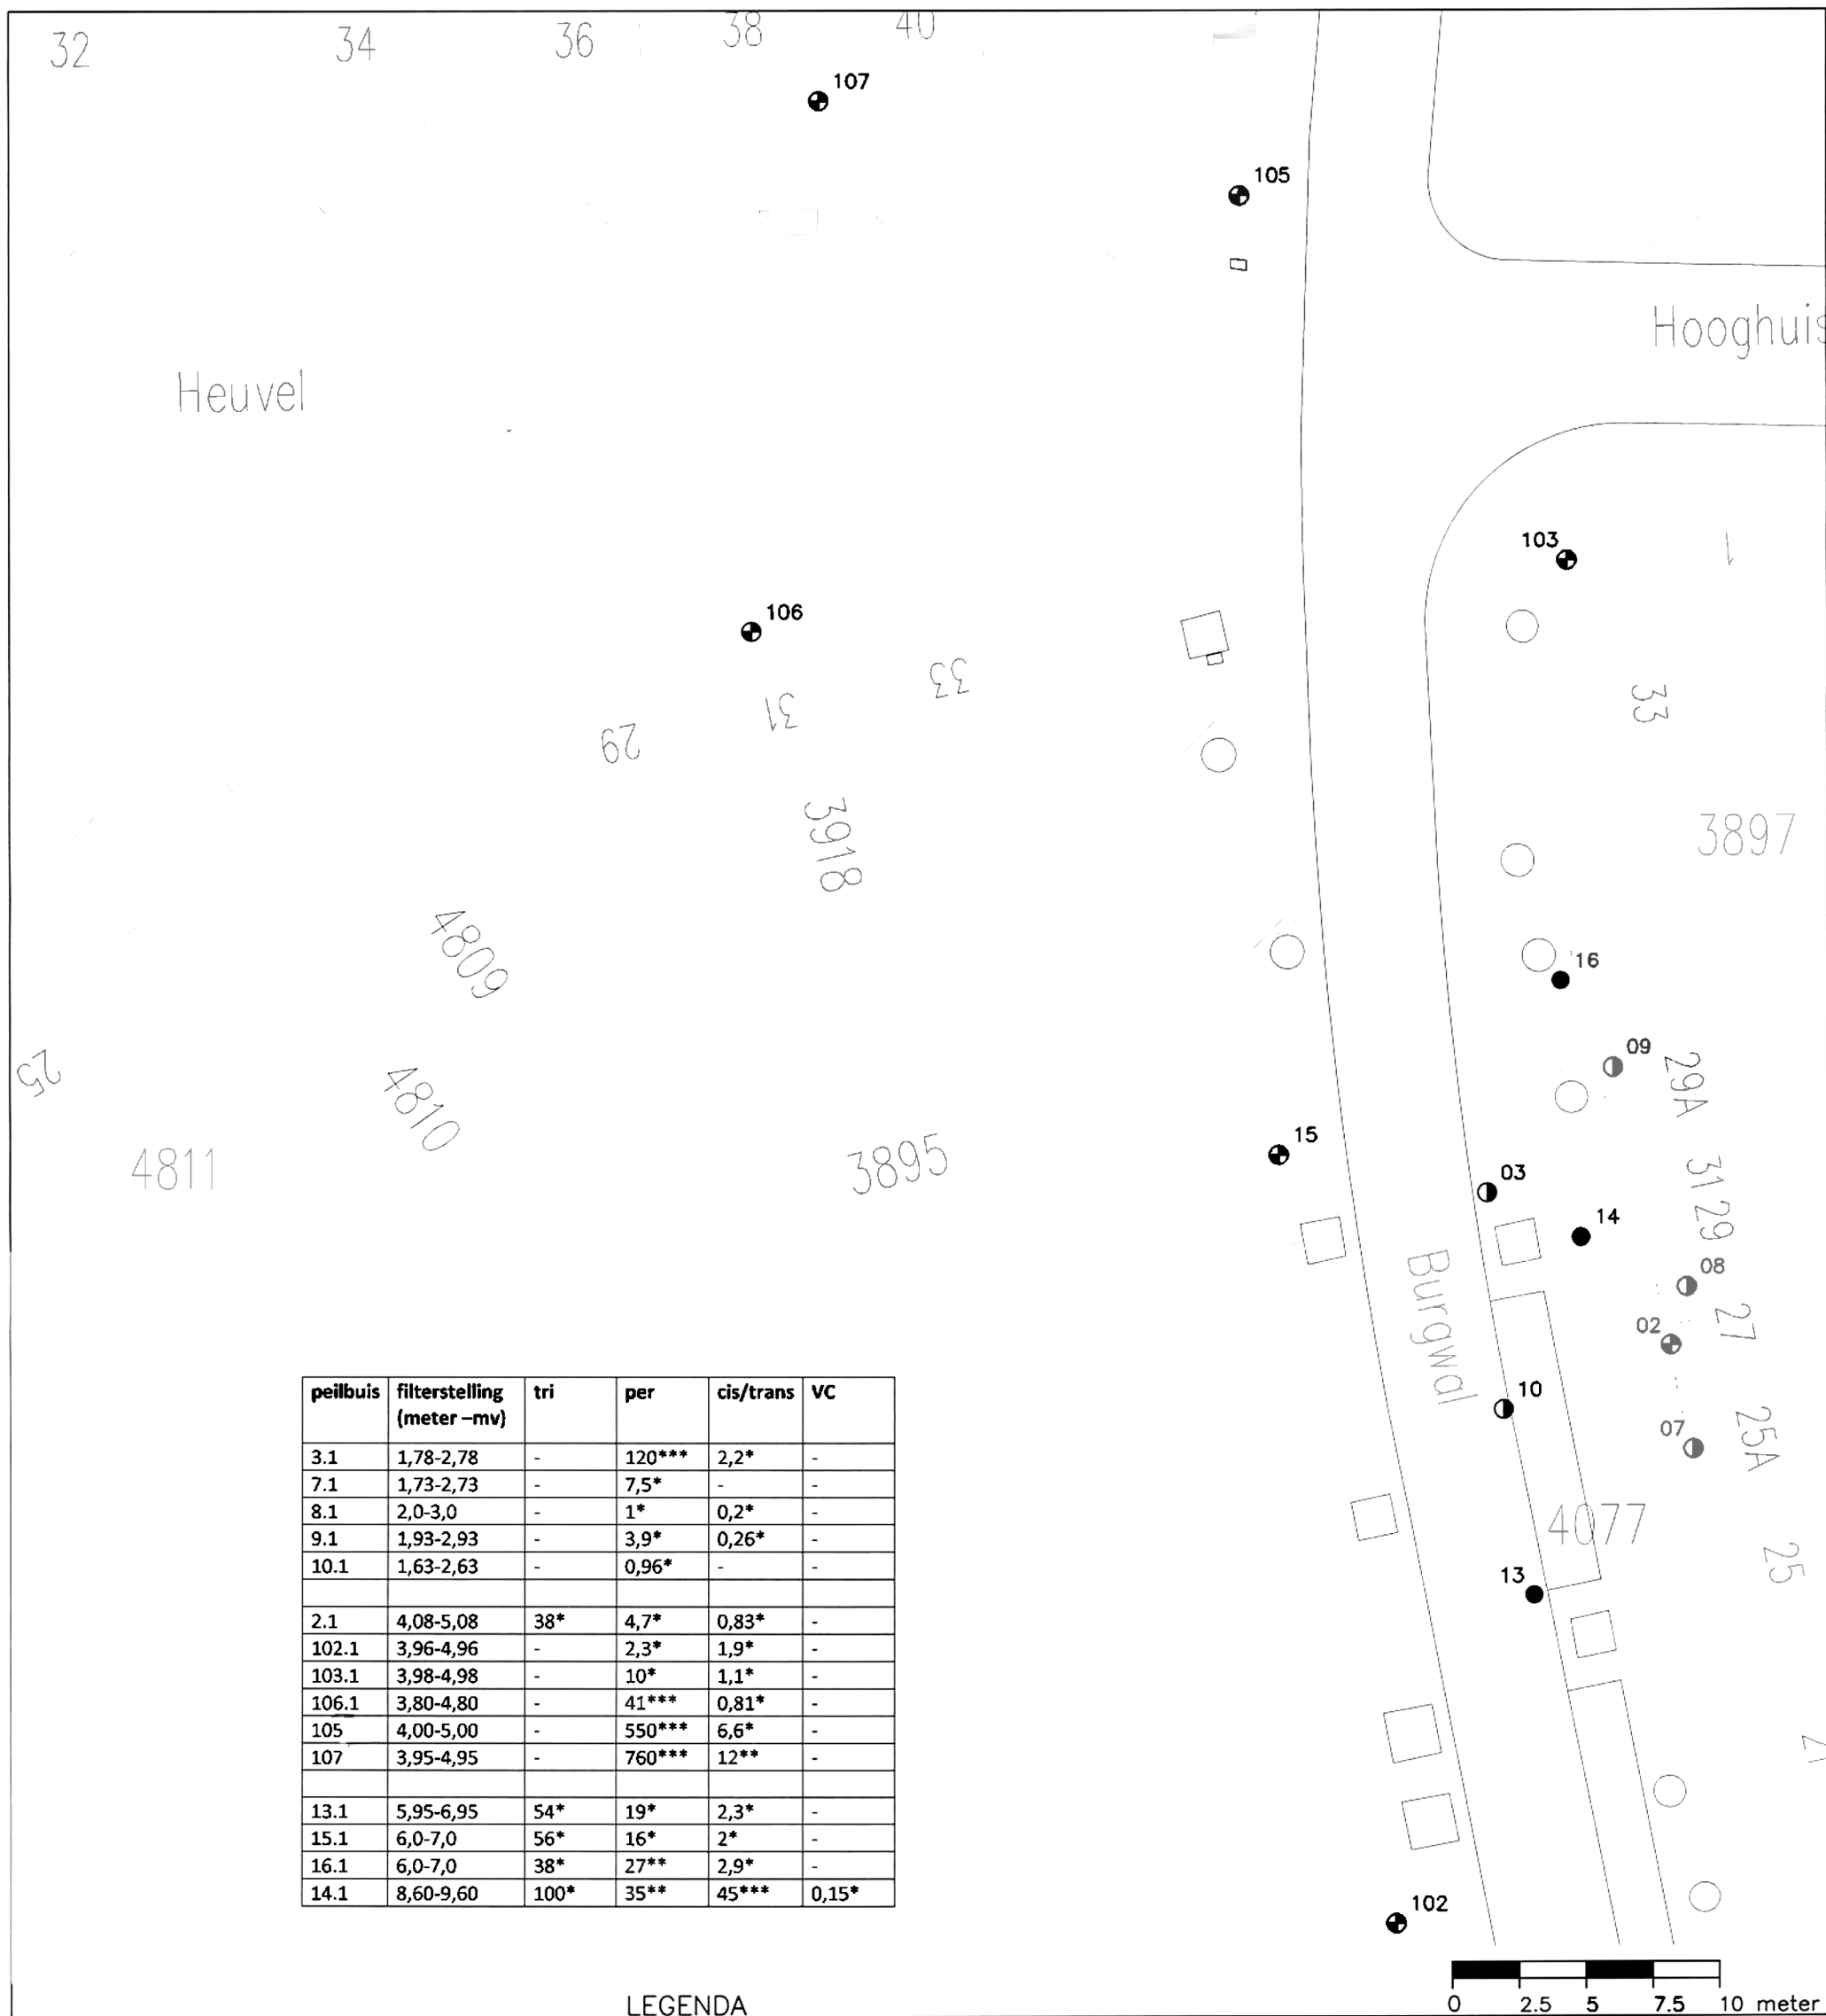 32 34 36 38 40
107
105
Hooghuis
Heuvel
103
1
106
33
31
29
33
3918
3897
4809
16
25
09
29A
4810
4811
3895
15
03
31 29
14
08
Burgwal
02
27
10
07
25A
4077
25
13
21
102
peilbuis filterstelling (meter –mv) tri per cis/trans VC
3.1 1,78-2,78 - 120*** 2,2* -
7.1 1,73-2,73 - 7,5* - -
8.1 2,0-3,0 - 1* 0,2* -
9.1 1,93-2,93 - 3,9* 0,26* -
10.1 1,63-2,63 - 0,96* - -
2.1 4,08-5,08 38* 4,7* 0,83* -
102.1 3,96-4,96 - 2,3* 1,9* -
103.1 3,98-4,98 - 10* 1,1* -
106.1 3,80-4,80 - 41*** 0,81* -
105 4,00-5,00 - 550*** 6,6* -
107 3,95-4,95 - 760*** 12** -
13.1 5,95-6,95 54* 19* 2,3* -
15.1 6,0-7,0 56* 16* 2* -
16.1 6,0-7,0 38* 27** 2,9* -
14.1 8,60-9,60 100* 35** 45*** 0,15*
LEGENDA
0 2.5 5 7.5 10 meter